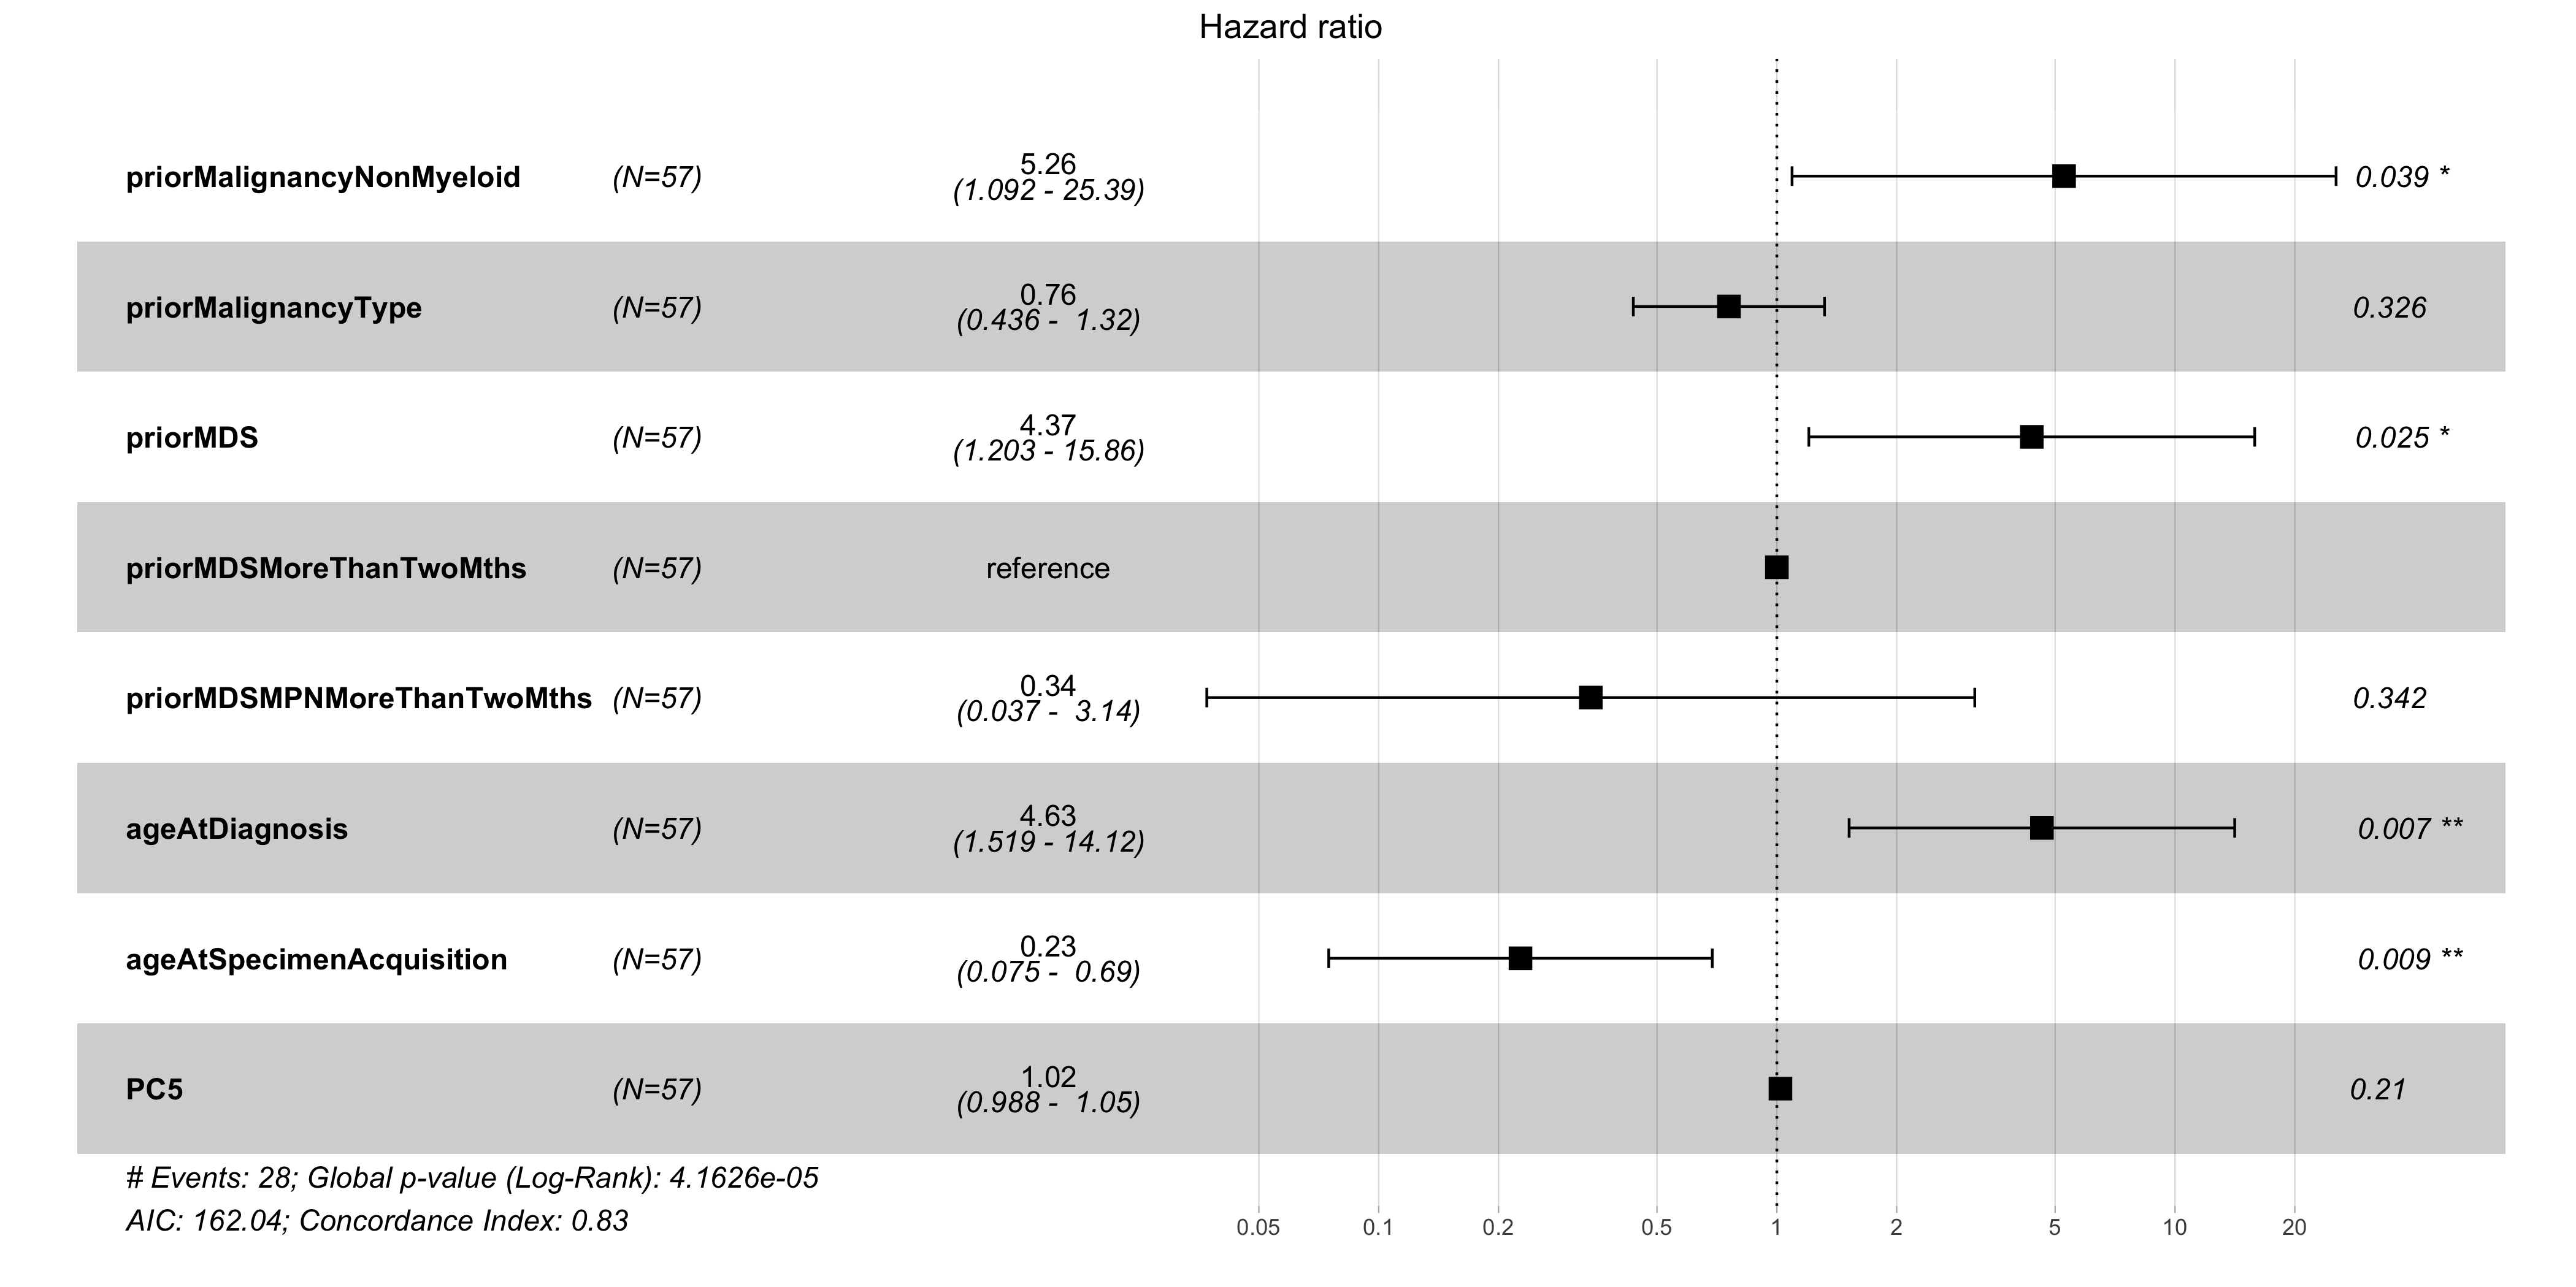 Hazard ratio
priorMalignancyNonMyeloid (N=57) 5.26 0.039 *
(1.092 - 25.39)
priorMalignancyType (N=57) 0.76 0.326
(0.436 - 1.32)
priorMDS (N=57) 4.37 0.025 *
(1.203 - 15.86)
priorMDSMoreThanTwoMths (N=57) reference
priorMDSMPNMoreThanTwoMths (N=57) 0.34 0.342
(0.037 - 3.14)
ageAtDiagnosis (N=57) 4.63 0.007 **
(1.519 - 14.12)
ageAtSpecimenAcquisition (N=57) 0.23 0.009 **
(0.075 - 0.69)
PC5 (N=57) 1.02 0.21
(0.988 - 1.05)
# Events: 28; Global p-value (Log-Rank): 4.1626e-05
AIC: 162.04; Concordance Index: 0.83
0.05 0.1 0.2 0.5 1 2 5 10 20